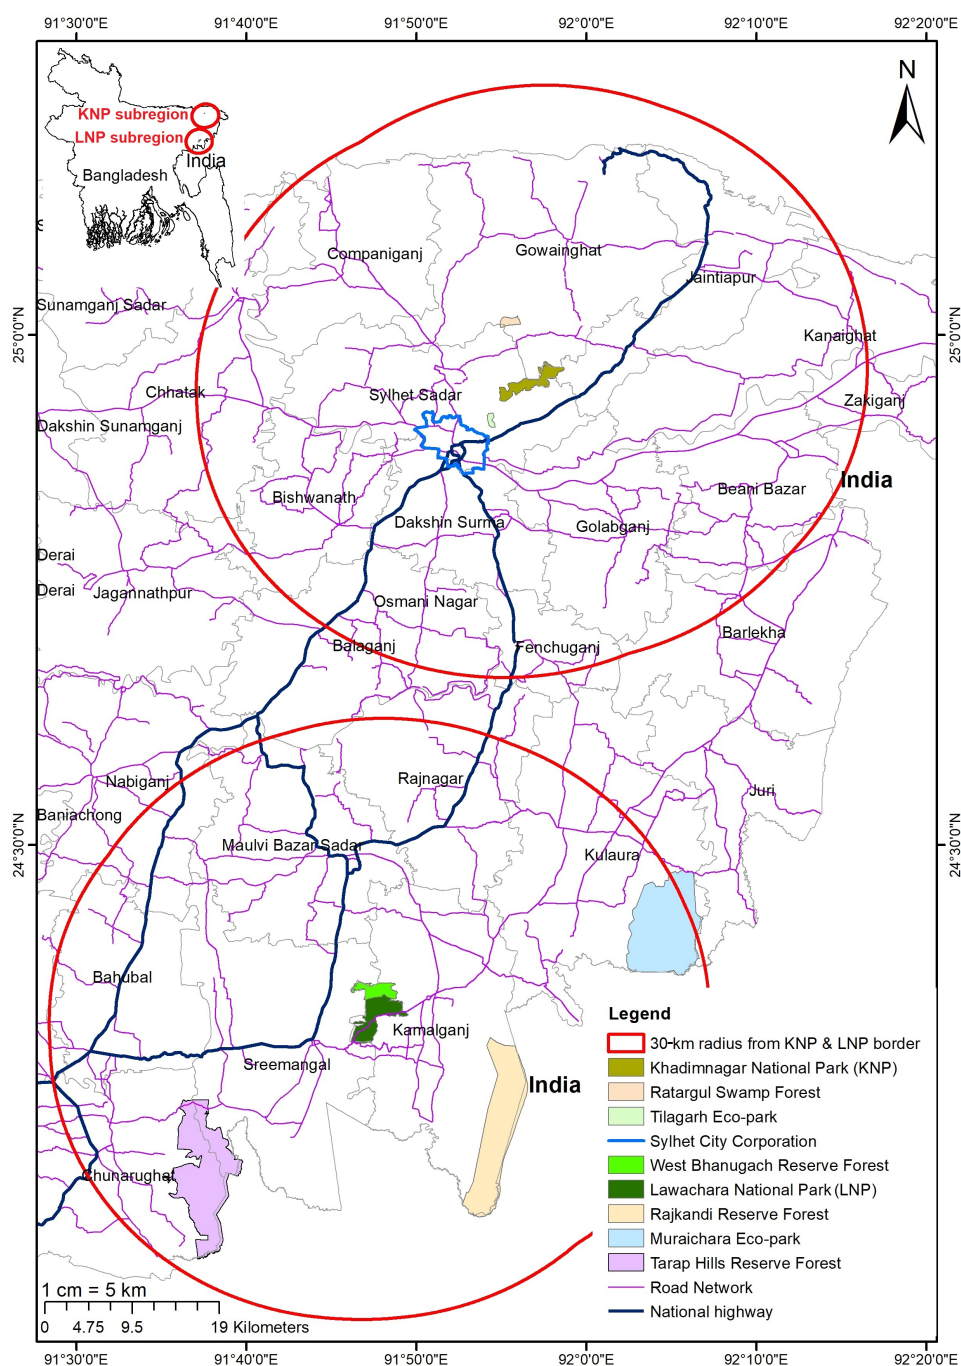 91°30'0"E 91°40'0"E 91°50'0"E 92°0'0"E 92°10'0"E 92°20'0"E
N
KNP subregion
LNP subregion
India
Bangladesh
Companiganj
Gowainghat
Jaintiapur
Sunamganj Sadar
25°0'0"N
25°0'0"N
Kanaighat
Chhatak
Sylhet Sadar
Zakiganj
Dakshin Sunamganj
India
Beani Bazar
Bishwanath
Dakshin Surma
Golabganj
Derai
Derai
Jagannathpur
Osmani Nagar
Balaganj
Fenchuganj
Barlekha
Nabiganj
Rajnagar
Juri
Baniachong
Maulvi Bazar Sadar
Kulaura
24°30'0"N
24°30'0"N
Bahubal
Kamalganj
Sreemangal
India
Chunarughat
Legend
30-km radius from KNP & LNP border
Khadimnagar National Park (KNP)
Ratargul Swamp Forest
Tilagarh Eco-park
Sylhet City Corporation
West Bhanugach Reserve Forest
Lawachara National Park (LNP)
Rajkandi Reserve Forest
Muraichara Eco-park
Tarap Hills Reserve Forest
Road Network
National highway
1 cm = 5 km
0 4.75 9.5 19 Kilometers
91°30'0"E 91°40'0"E 91°50'0"E 92°0'0"E 92°10'0"E 92°20'0"E